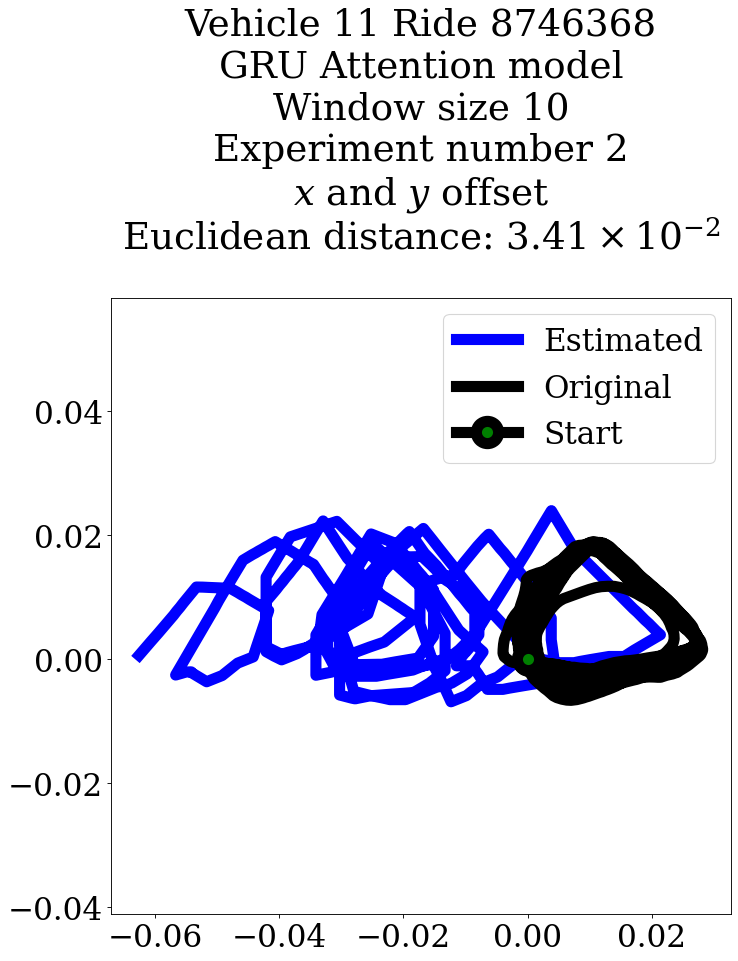 Vehicle 11 Ride 8746368
GRU Attention model
Window size 10
Experiment number 2
x and y offset
Euclidean distance: 3.41 × 10⁻²
Estimated
Original
Start
0.04
0.02
0.00
−0.02
−0.04
−0.06 −0.04 −0.02 0.00 0.02